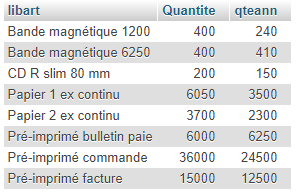 libart Quantite qteann
Bande magnétique 1200 400 240
Bande magnétique 6250 400 410
CD R slim 80 mm 200 150
Papier 1 ex continu 6050 3500
Papier 2 ex continu 3700 2300
Pré-imprimé bulletin paie 6000 6250
Pré-imprimé commande 36000 24500
Pré-imprimé facture 15000 12500